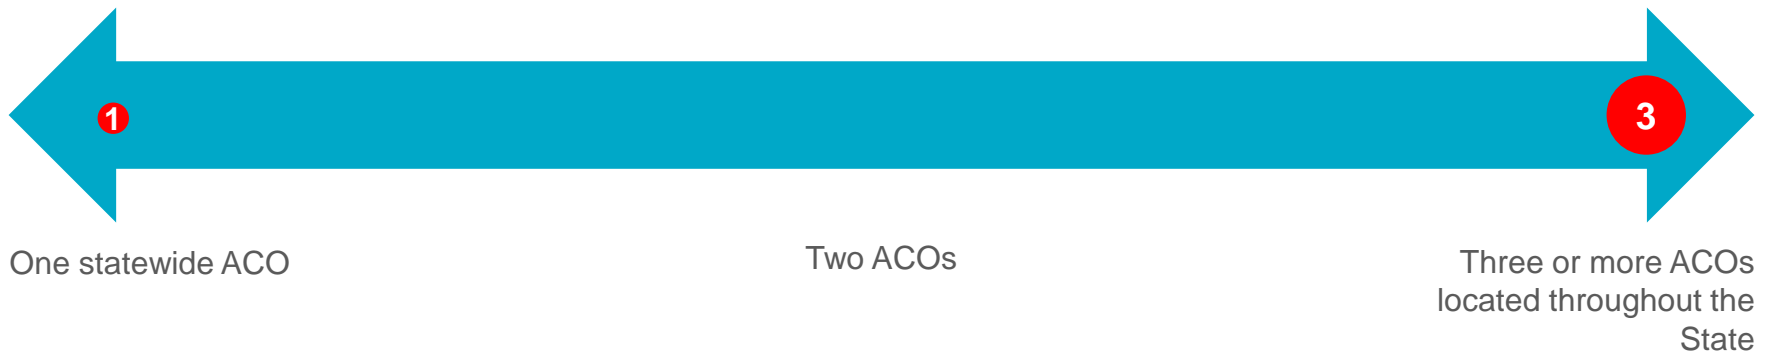 1
3
One statewide ACO
Two ACOs
Three or more ACOs
located throughout the
State